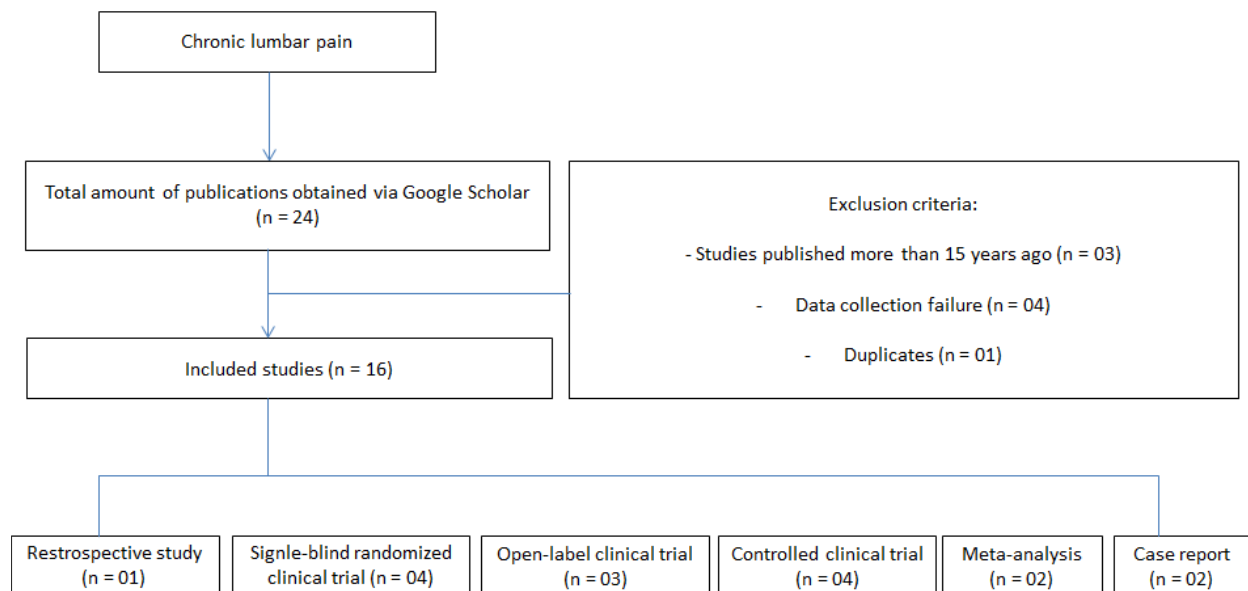 Chronic lumbar pain
Total amount of publications obtained via Google Scholar
(n = 24)
Exclusion criteria:
- Studies published more than 15 years ago (n = 03)
- Data collection failure (n = 04)
- Duplicates (n = 01)
Included studies (n = 16)
Restrospective study
(n = 01)
Signle-blind randomized
clinical trial (n = 04)
Open-label clinical trial
(n = 03)
Controlled clinical trial
(n = 04)
Meta-analysis
(n = 02)
Case report
(n = 02)